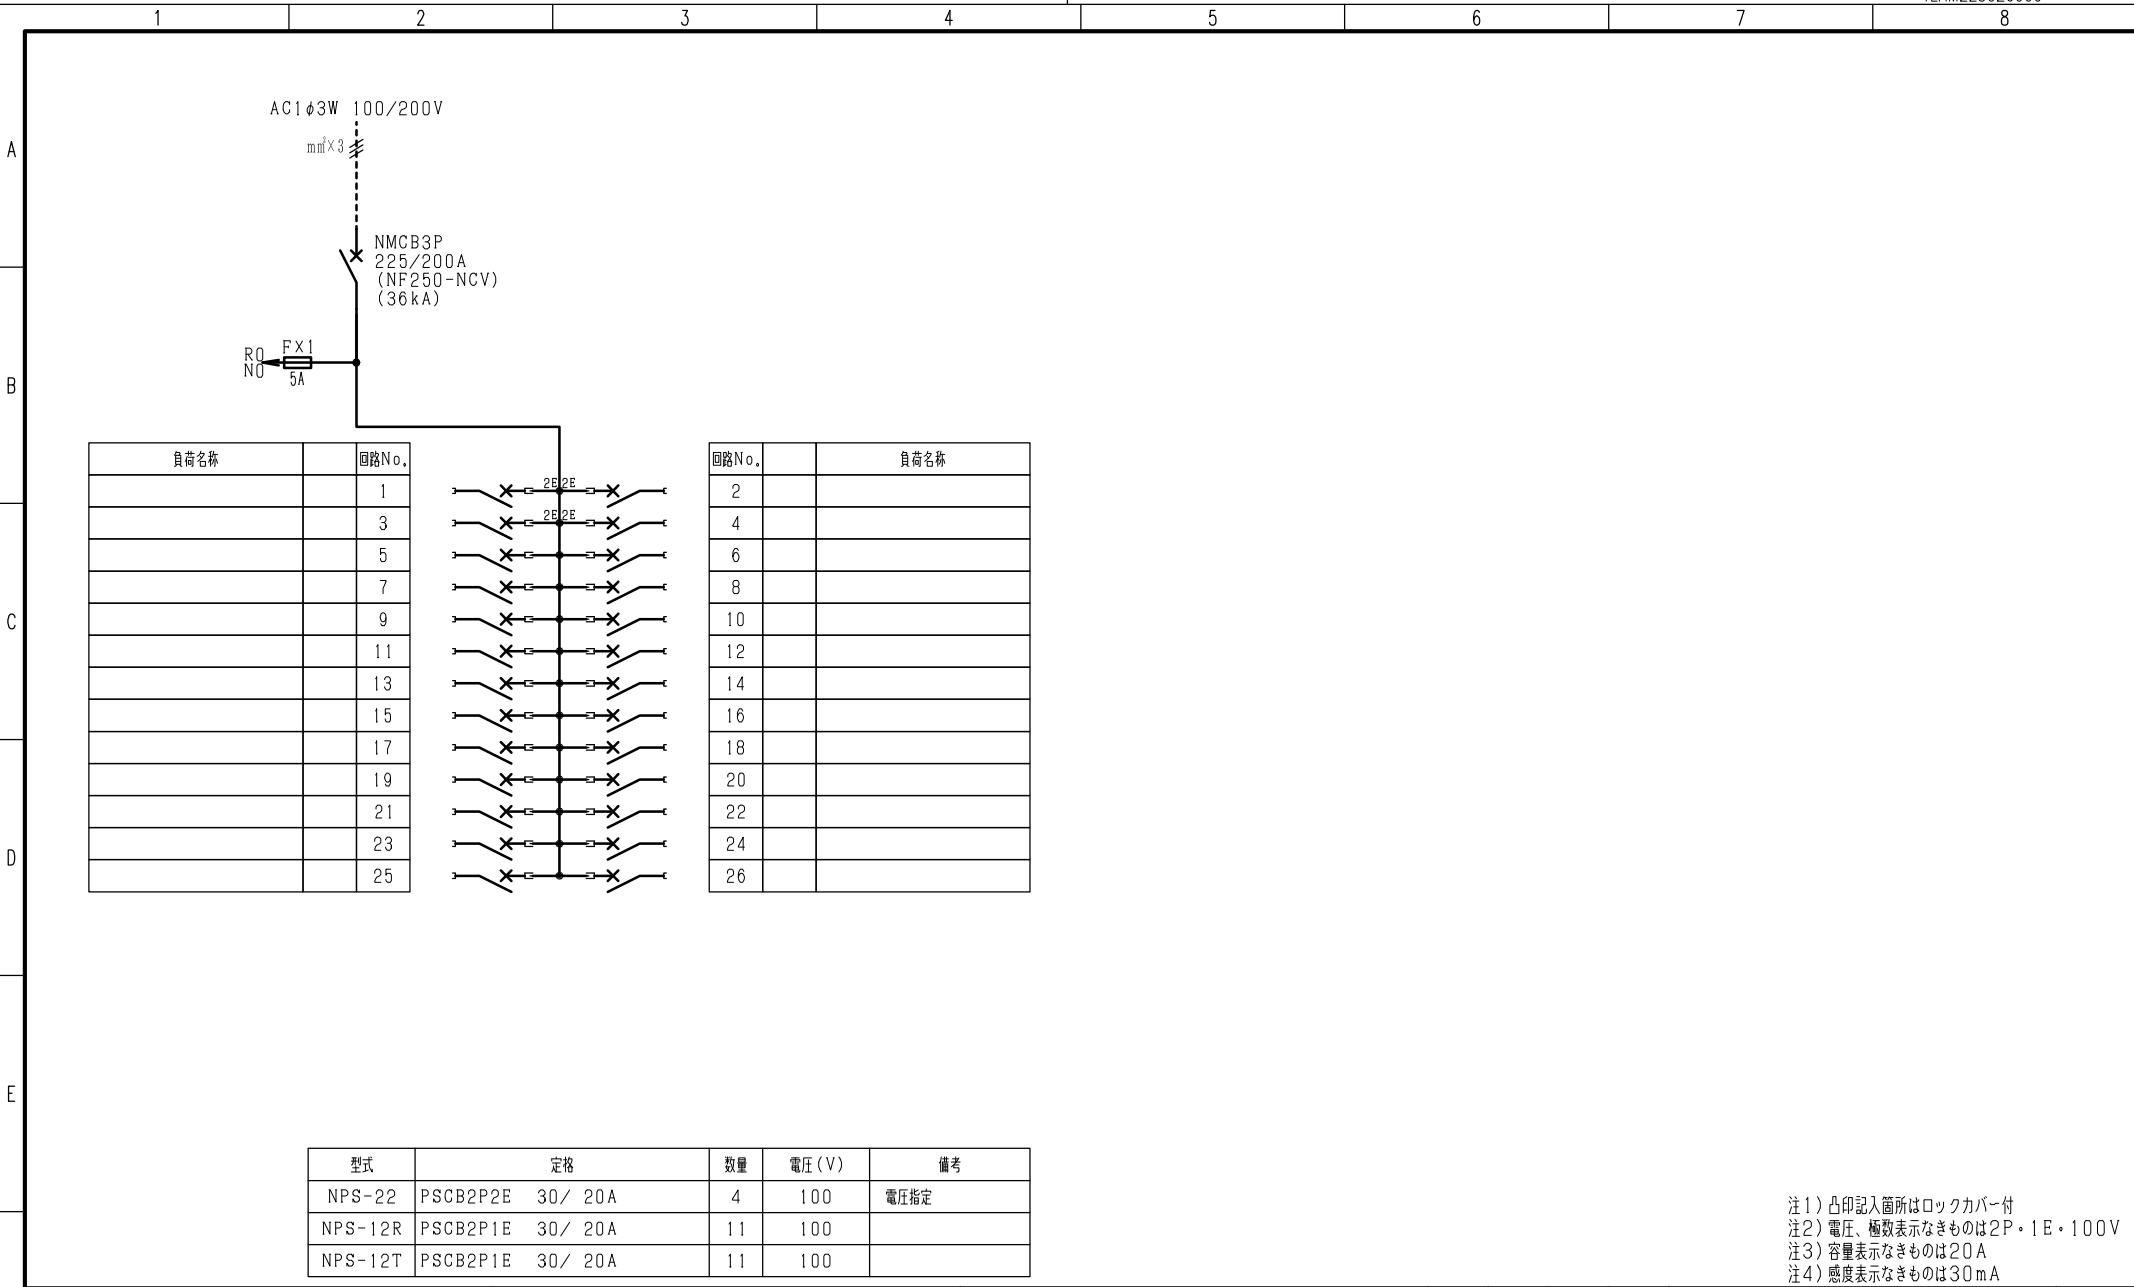 1 2 3 4 5 6 7 8
A
B
C
D
E
AC1φ3W 100/200V
mm²×3
NMCB3P
225/200A
(NF250-NCV)
(36kA)
R0
N0
F×1
5A
負荷名称 回路No. 回路No. 負荷名称
1 2E 2E 2
3 2E 2E 4
5 6
7 8
9 10
11 12
13 14
15 16
17 18
19 20
21 22
23 24
25 26
型式 定格 数量 電圧(V) 備考
NPS-22 PSCB2P2E 30/ 20A 4 100 電圧指定
NPS-12R PSCB2P1E 30/ 20A 11 100
NPS-12T PSCB2P1E 30/ 20A 11 100
注1)凸印記入箇所はロックカバー付
注2)電圧、極数表示なきものは2P・1E・100V
注3)容量表示なきものは20A
注4)感度表示なきものは30mA